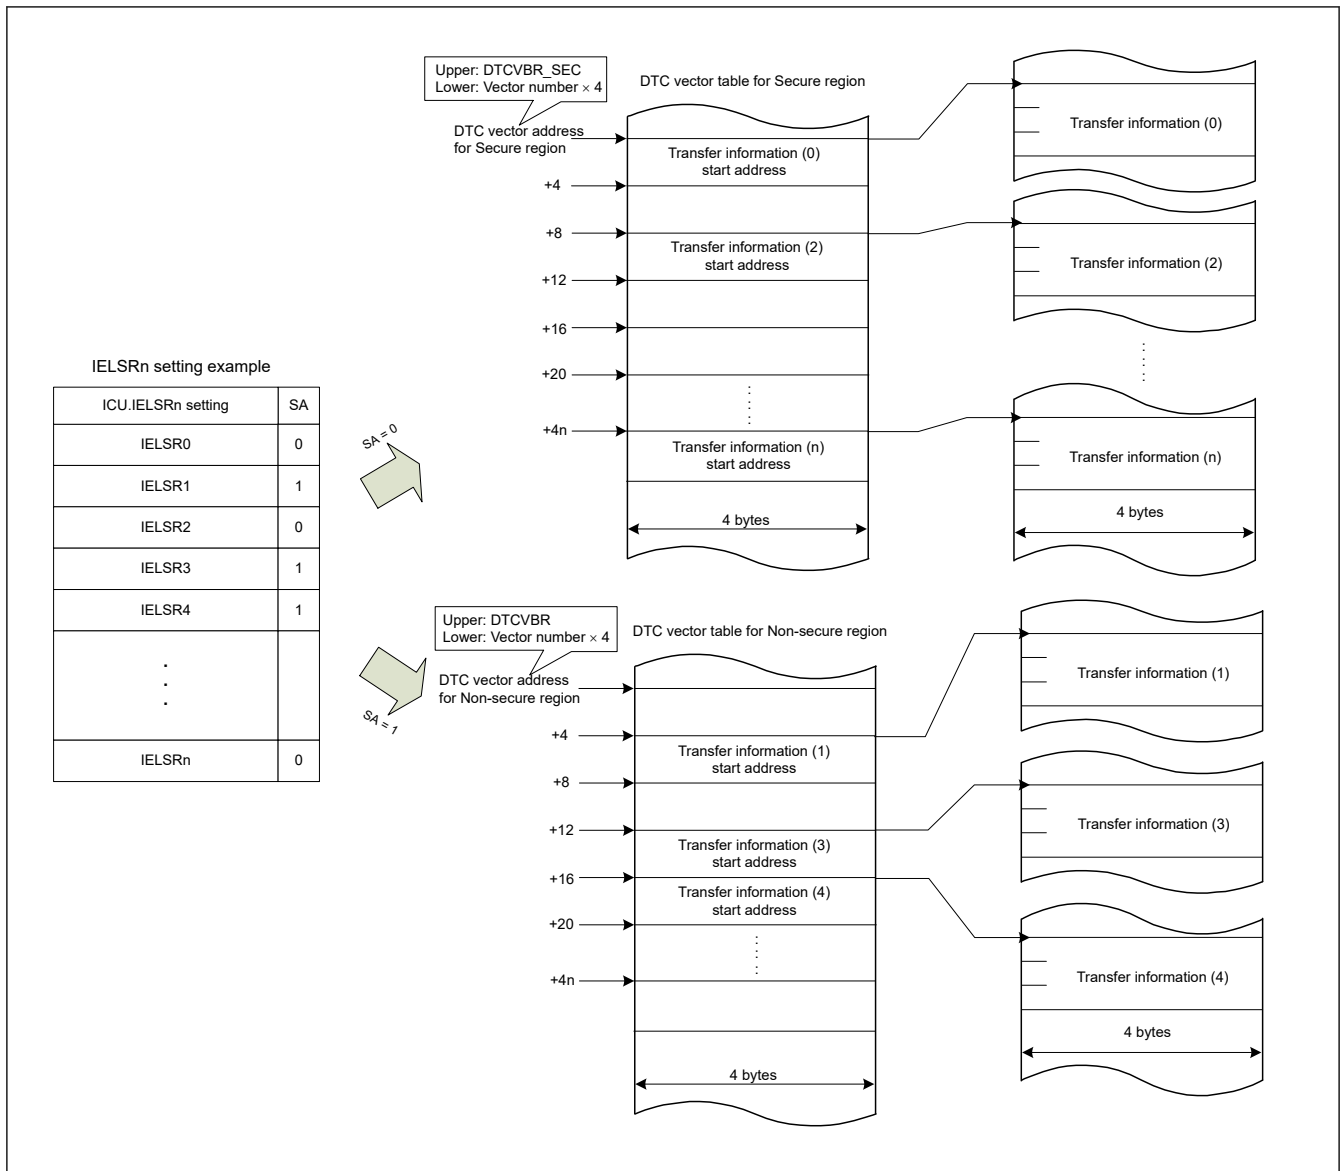 Upper: DTCVBR_SEC
Lower: Vector number × 4
DTC vector table for Secure region
DTC vector address
for Secure region
Transfer information (0)
start address
Transfer information (0)
+4
+8
Transfer information (2)
start address
Transfer information (2)
+12
+16
+20
+4n
Transfer information (n)
start address
Transfer information (n)
4 bytes
4 bytes
IELSRn setting example
ICU.IELSRn setting SA
IELSR0 0
IELSR1 1
IELSR2 0
IELSR3 1
IELSR4 1
IELSRn 0
SA = 0
SA = 1
Upper: DTCVBR
Lower: Vector number × 4
DTC vector table for Non-secure region
DTC vector address
for Non-secure region
+4
Transfer information (1)
start address
Transfer information (1)
+8
+12
Transfer information (3)
start address
Transfer information (3)
+16
Transfer information (4)
start address
+20
+4n
Transfer information (4)
4 bytes
4 bytes